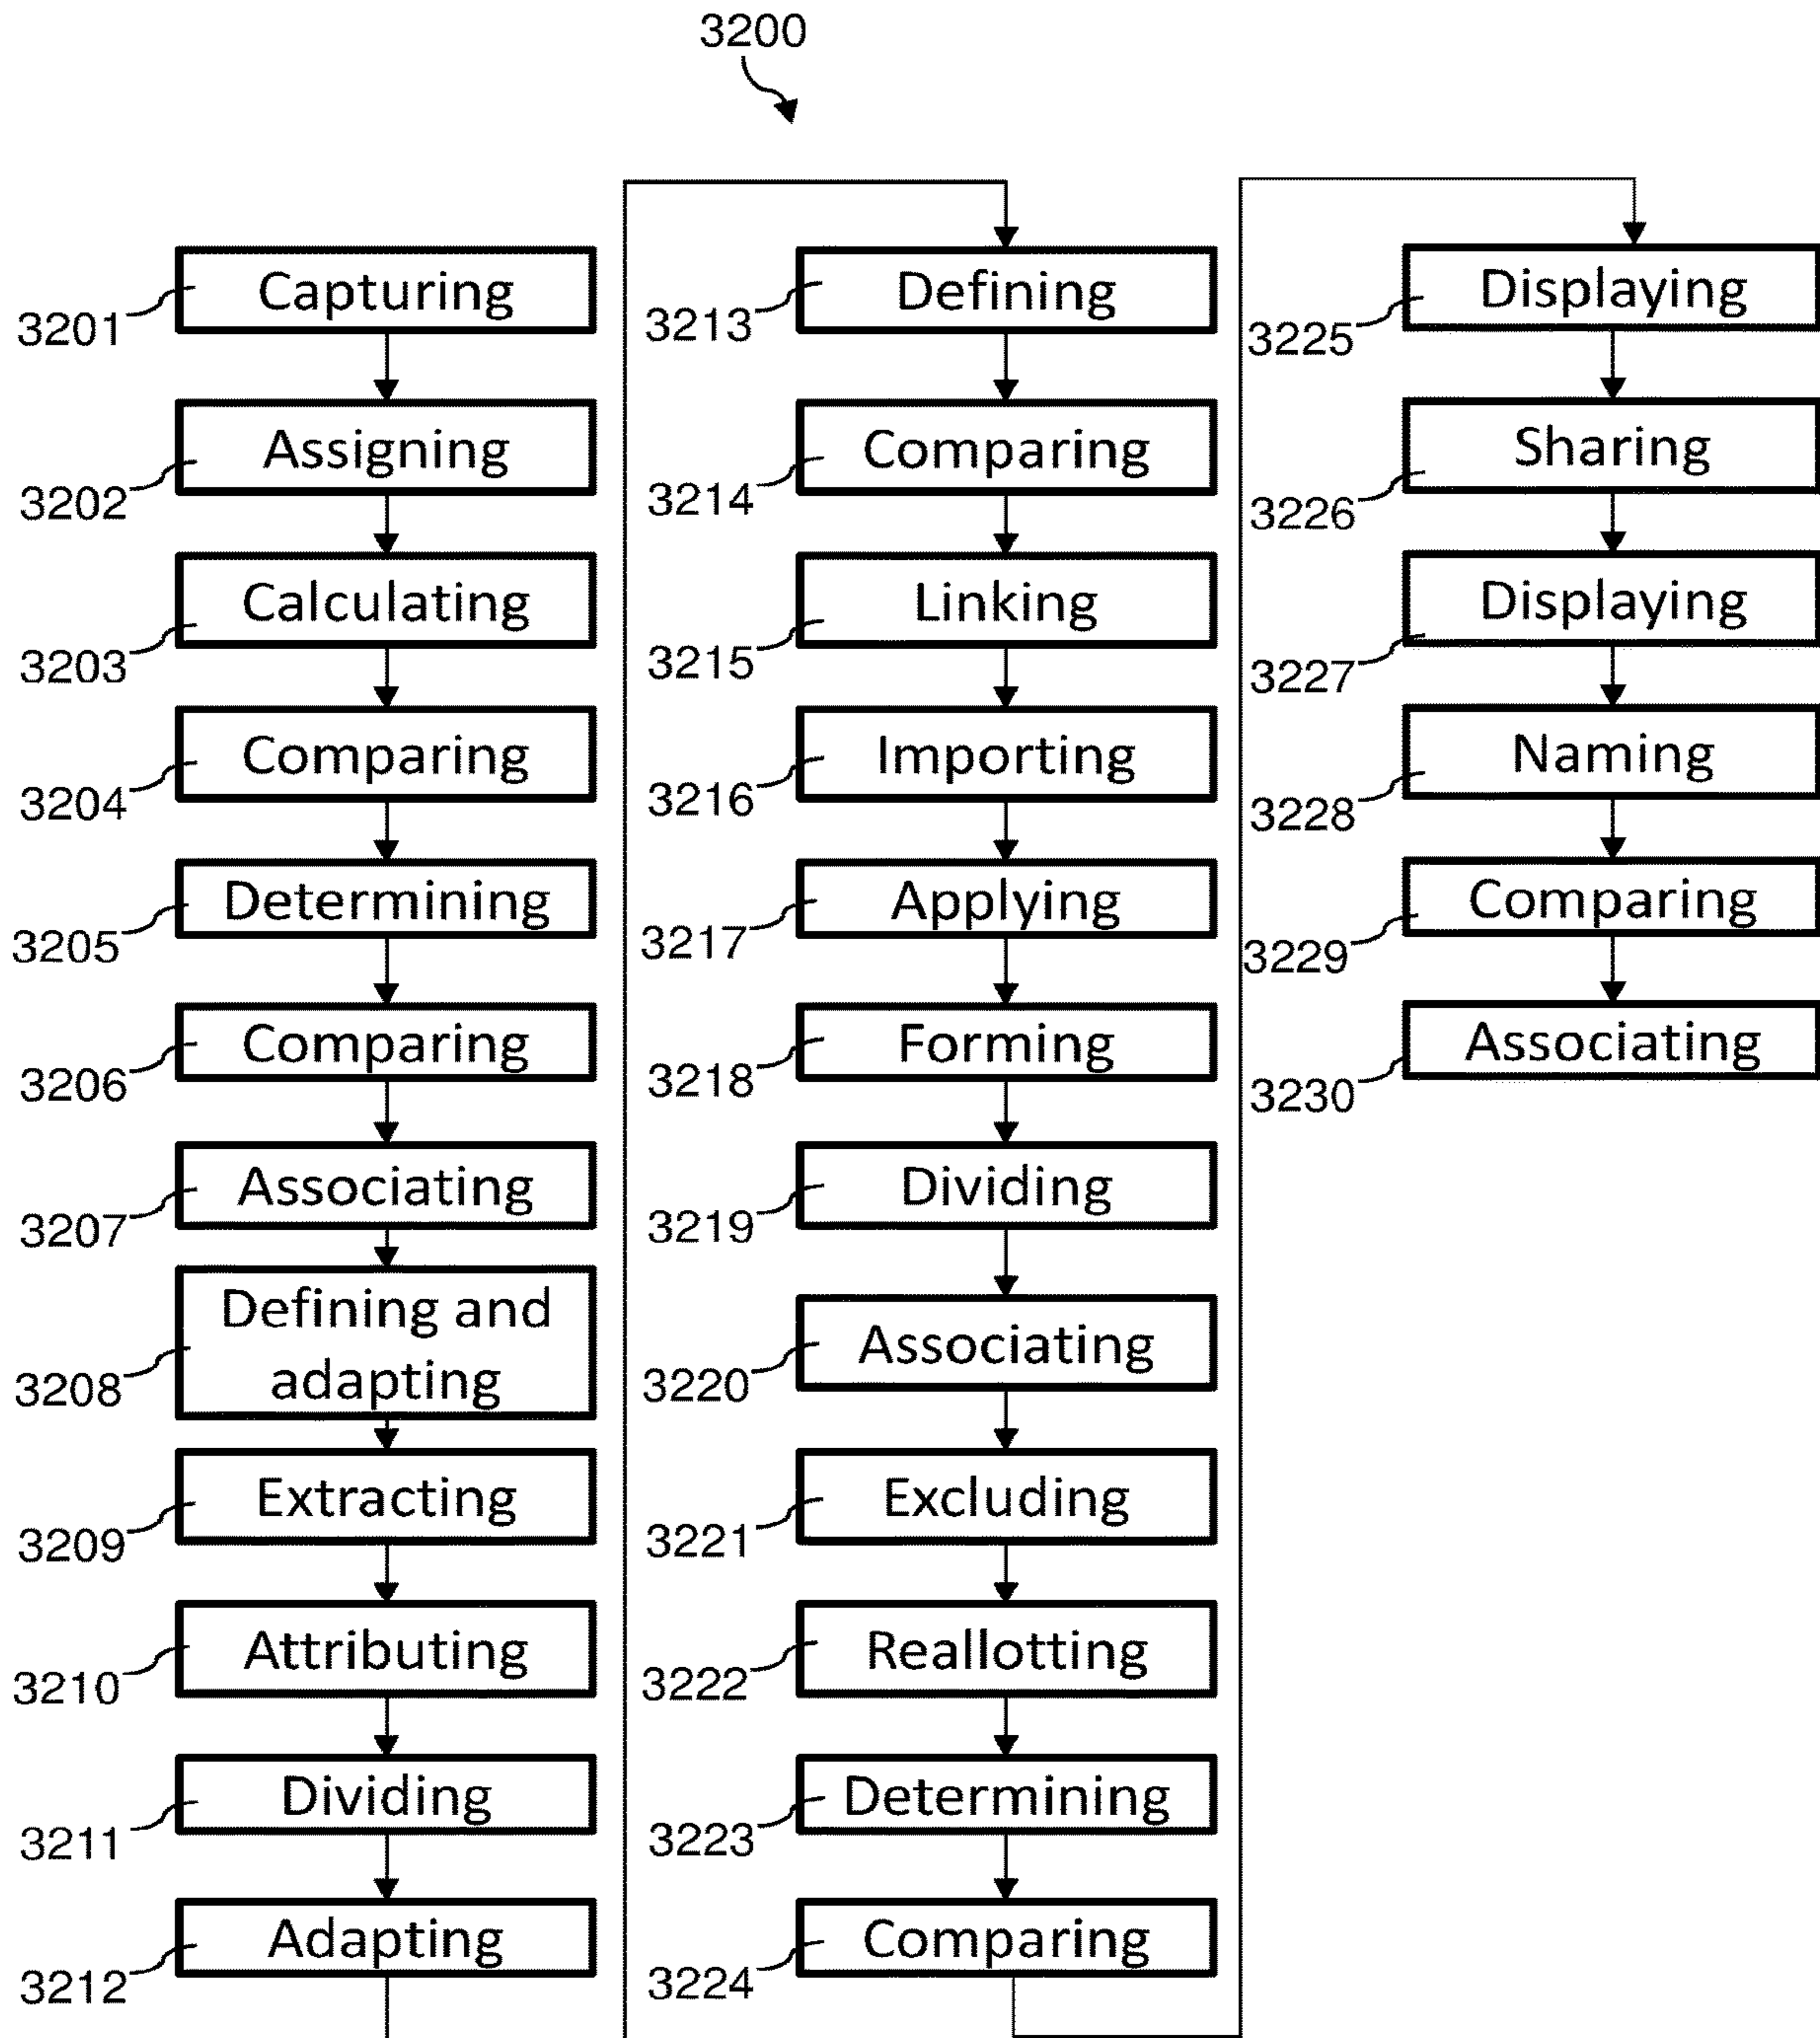 3200
Capturing
3201
Assigning
3202
Calculating
3203
Comparing
3204
Determining
3205
Comparing
3206
Associating
3207
Defining and
adapting
3208
Extracting
3209
Attributing
3210
Dividing
3211
Adapting
3212
Defining
3213
Comparing
3214
Linking
3215
Importing
3216
Applying
3217
Forming
3218
Dividing
3219
Associating
3220
Excluding
3221
Reallotting
3222
Determining
3223
Comparing
3224
Displaying
3225
Sharing
3226
Displaying
3227
Naming
3228
Comparing
3229
Associating
3230